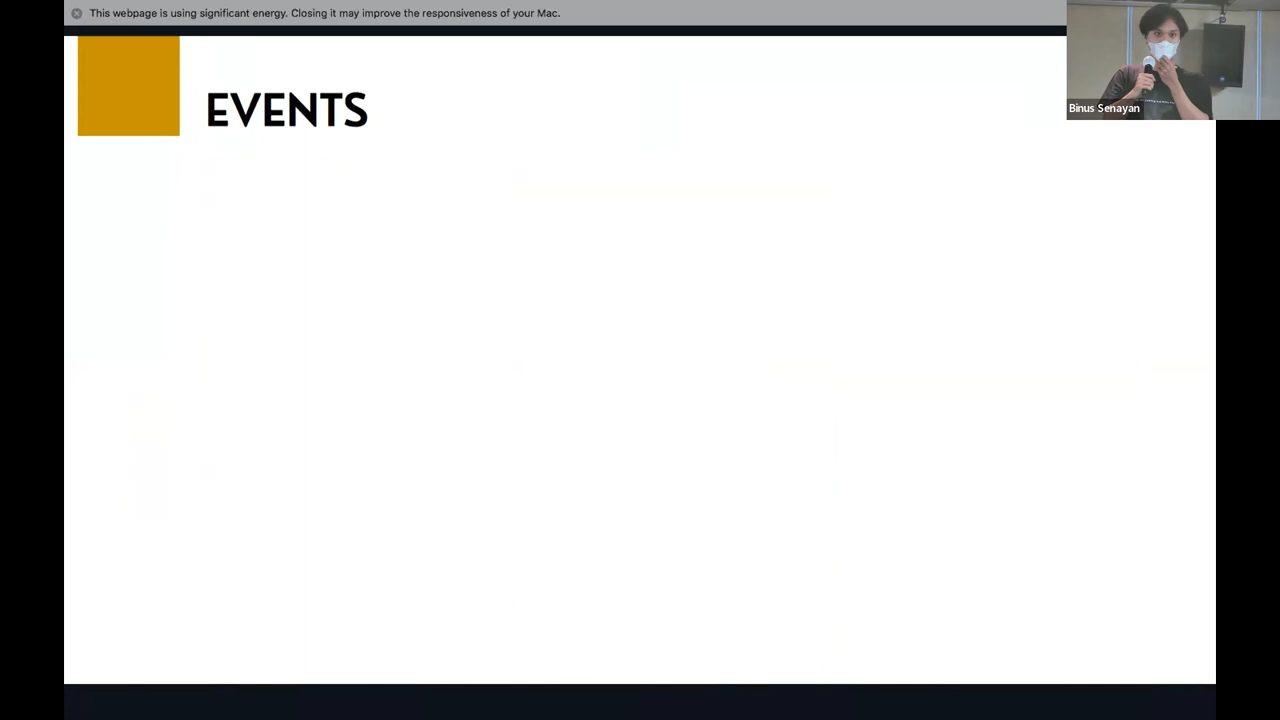 This webpage is using significant energy. Closing it may improve the responsiveness of your Mac.
EVENTS
Binus Senayan